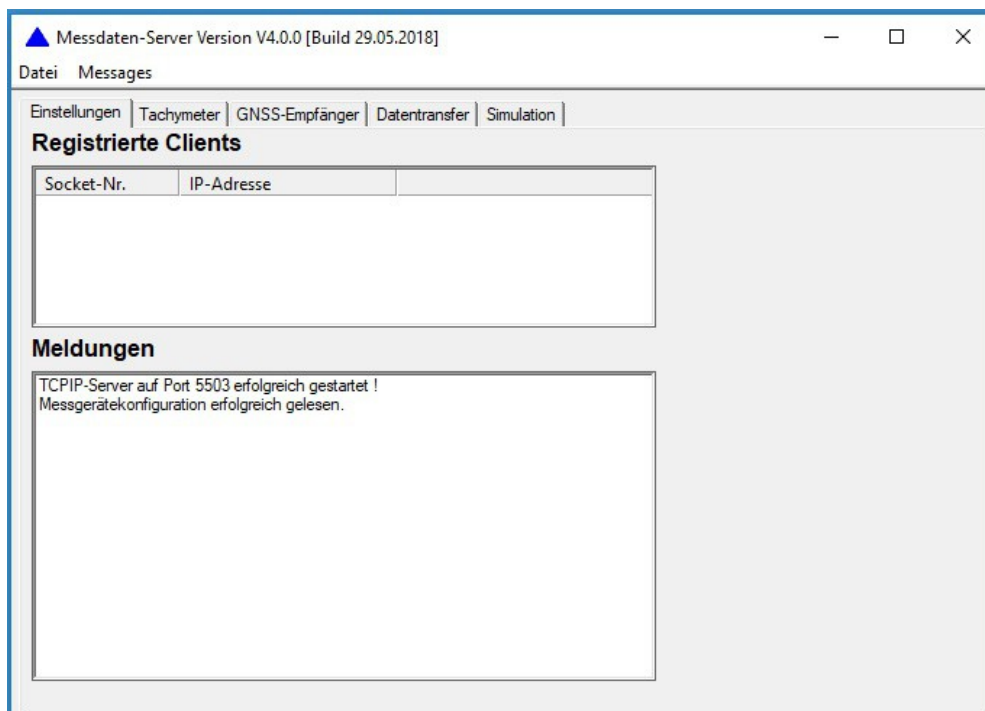 Messdaten-Server Version V4.0.0 [Build 29.05.2018]
Datei Messages
Einstellungen Tachymeter GNSS-Empfänger Datentransfer Simulation
Registrierte Clients
Socket-Nr. IP-Adresse
Meldungen
TCPIP-Server auf Port 5503 erfolgreich gestartet !
Messgerätekonfiguration erfolgreich gelesen.